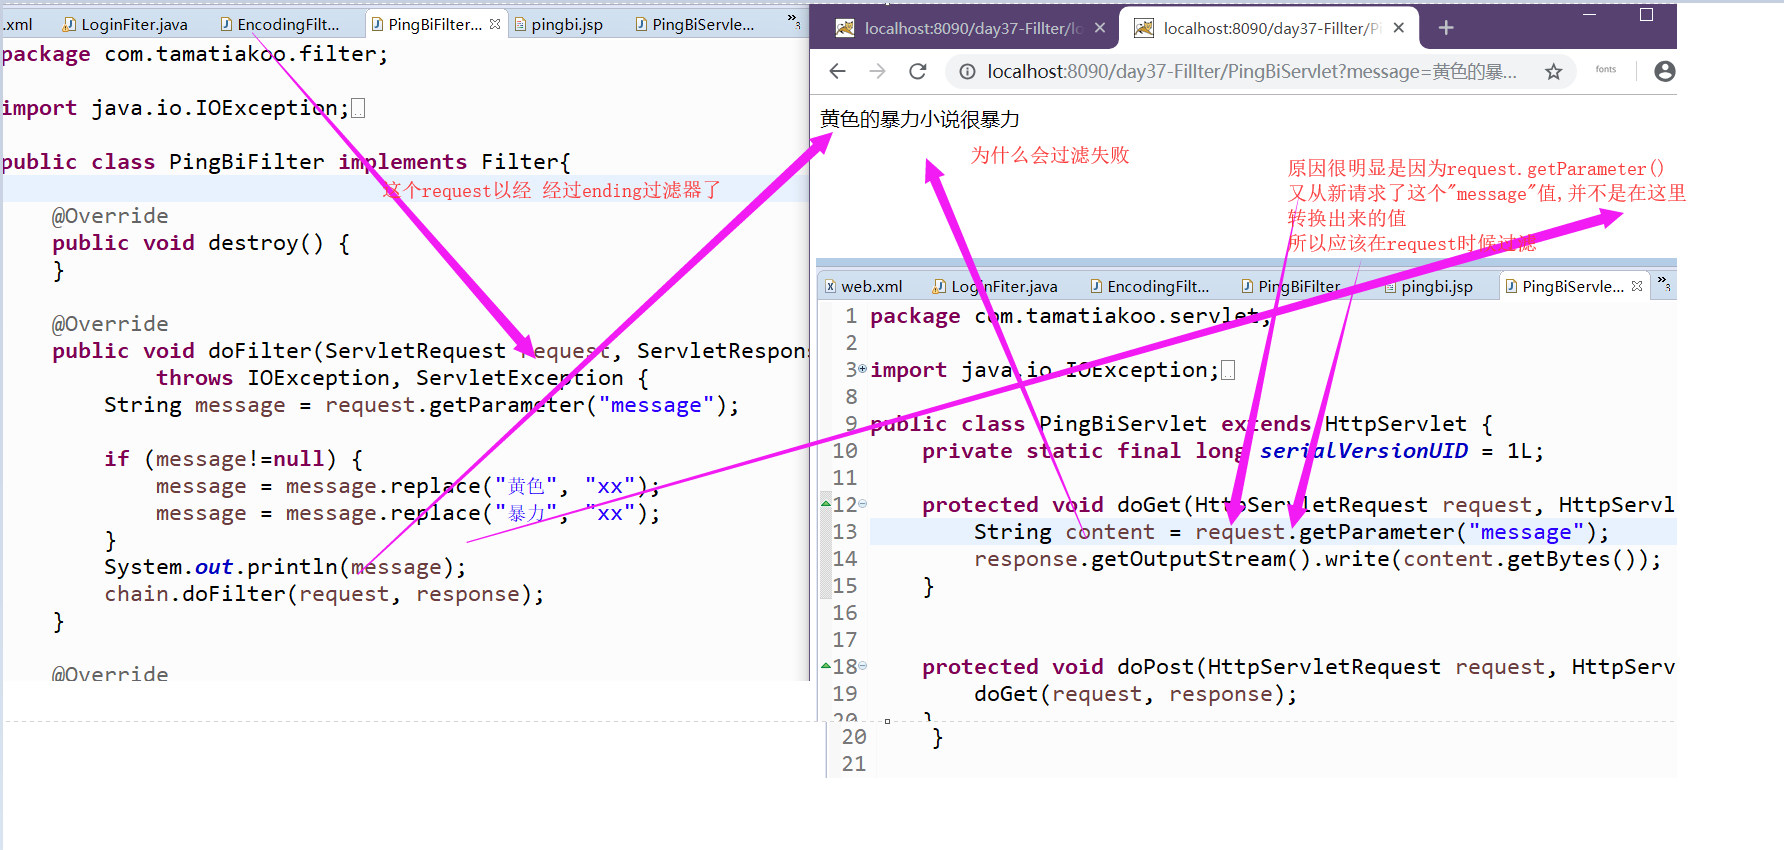 .xml LoginFiter.java EncodingFilt... PingBiFilter... pingbi.jsp PingBiServle... »3
package com.tamatiakoo.filter;
import java.io.IOException;
public class PingBiFilter implements Filter{
这个request以经 经过ending过滤器了
@Override
public void destroy() {
}
@Override
public void doFilter(ServletRequest request, ServletRespon
throws IOException, ServletException {
String message = request.getParameter("message");
if (message!=null) {
message = message.replace("黄色", "xx");
message = message.replace("暴力", "xx");
}
System.out.println(message);
chain.doFilter(request, response);
}
@Override
localhost:8090/day37-Fillter/lo localhost:8090/day37-Fillter/Pi
localhost:8090/day37-Fillter/PingBiServlet?message=黄色的暴... fonts
黄色的暴力小说很暴力
为什么会过滤失败
原因很明显是因为request.getParameter()
又从新请求了这个"message"值,并不是在这里
转换出来的值
所以应该在request时候过滤
web.xml LoginFiter.java EncodingFilt... PingBiFilter... pingbi.jsp PingBiServle... »3
1 package com.tamatiakoo.servlet;
2
3 import java.io.IOException;
8
9 public class PingBiServlet extends HttpServlet {
10 private static final long serialVersionUID = 1L;
11
12 protected void doGet(HttpServletRequest request, HttpServl
13 String content = request.getParameter("message");
14 response.getOutputStream().write(content.getBytes());
15 }
16
17
18 protected void doPost(HttpServletRequest request, HttpServ
19 doGet(request, response);
20 }
20 }
21